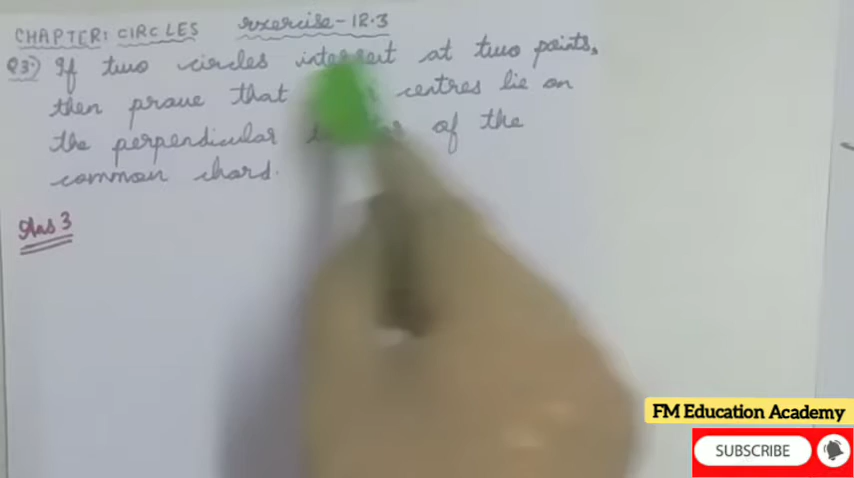 CHAPTER: CIRCLES exercise-12.3
Q3:) If two circles intersect at two points,
then prove that centres lie on
the perpendicular of the
common chord.
Ans 3
FM Education Academy
SUBSCRIBE